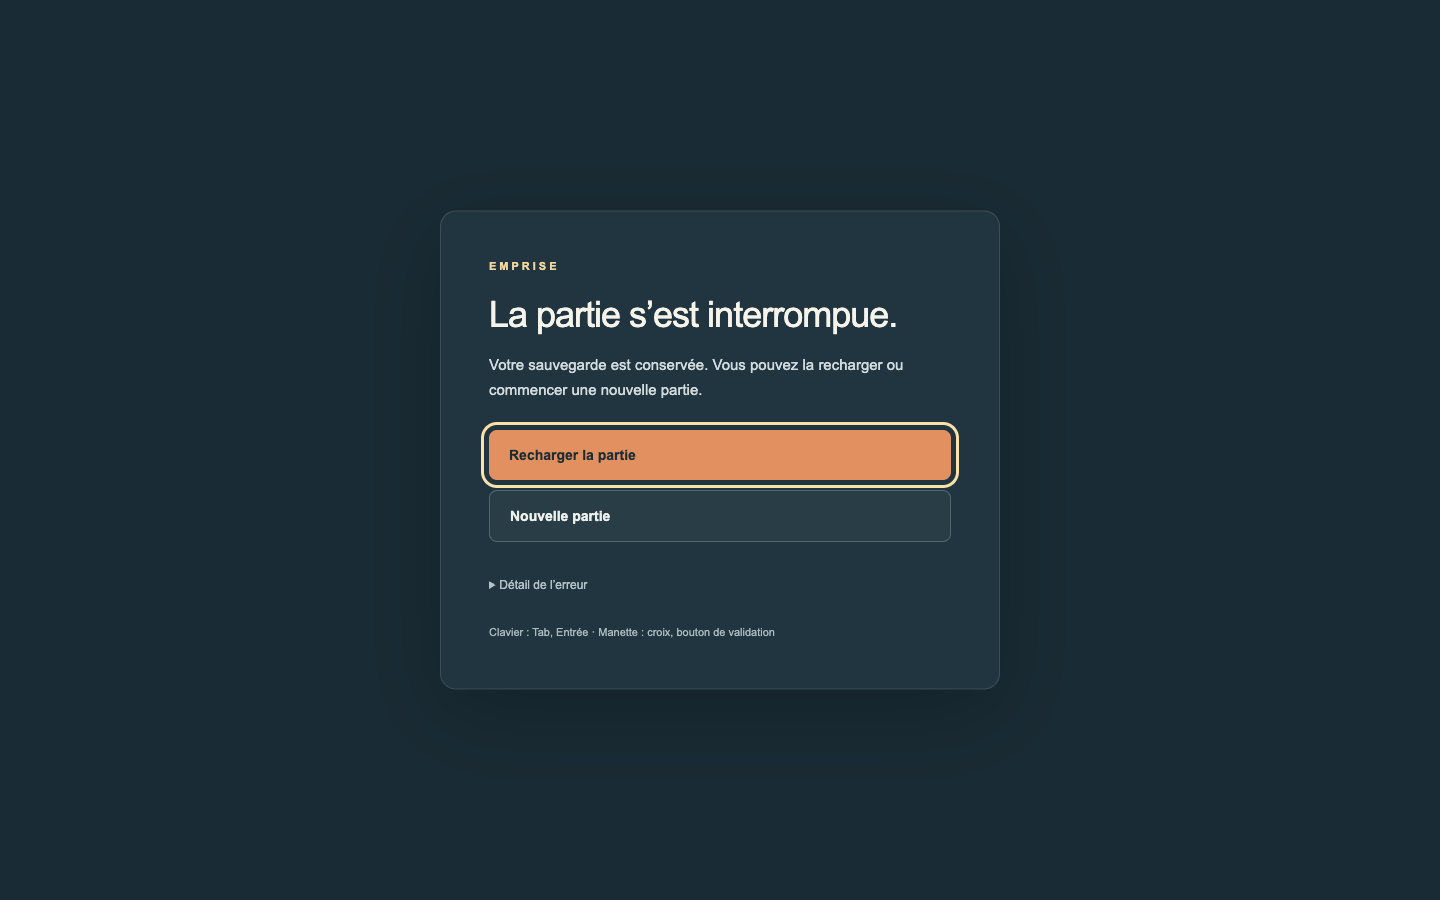 EMPRISE
La partie s’est interrompue.
Votre sauvegarde est conservée. Vous pouvez la recharger ou
commencer une nouvelle partie.
Recharger la partie
Nouvelle partie
Détail de l’erreur
Clavier : Tab, Entrée · Manette : croix, bouton de validation